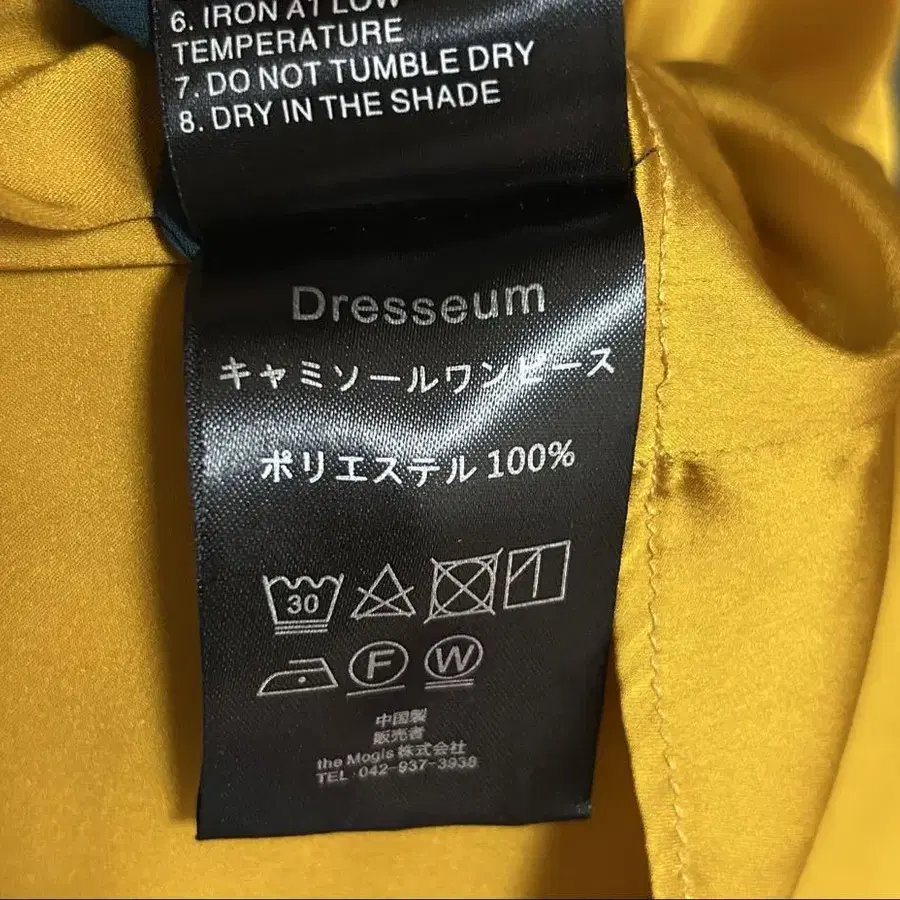 6. IRON AT LOW
TEMPERATURE
7. DO NOT TUMBLE DRY
8. DRY IN THE SHADE
Dresseum
キャミソールワンピース
ポリエステル 100%
30
F W
中国製
販売者
the Mogis 株式会社
TEL 042-937-3938